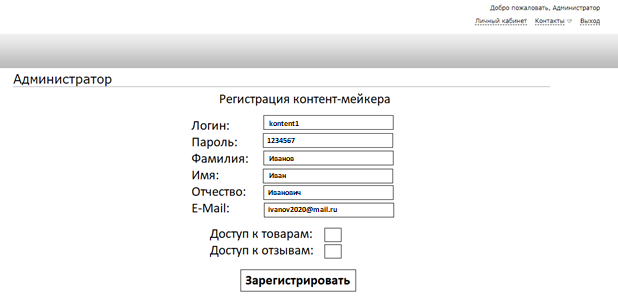 Добро пожаловать, Администратор
Личный кабинет Контакты Выход
Администратор
Регистрация контент-мейкера
Логин: kontent1
Пароль: 1234567
Фамилия: Иванов
Имя: Иван
Отчество: Иванович
E-Mail: ivanov2020@mail.ru
Доступ к товарам:
Доступ к отзывам:
Зарегистрировать